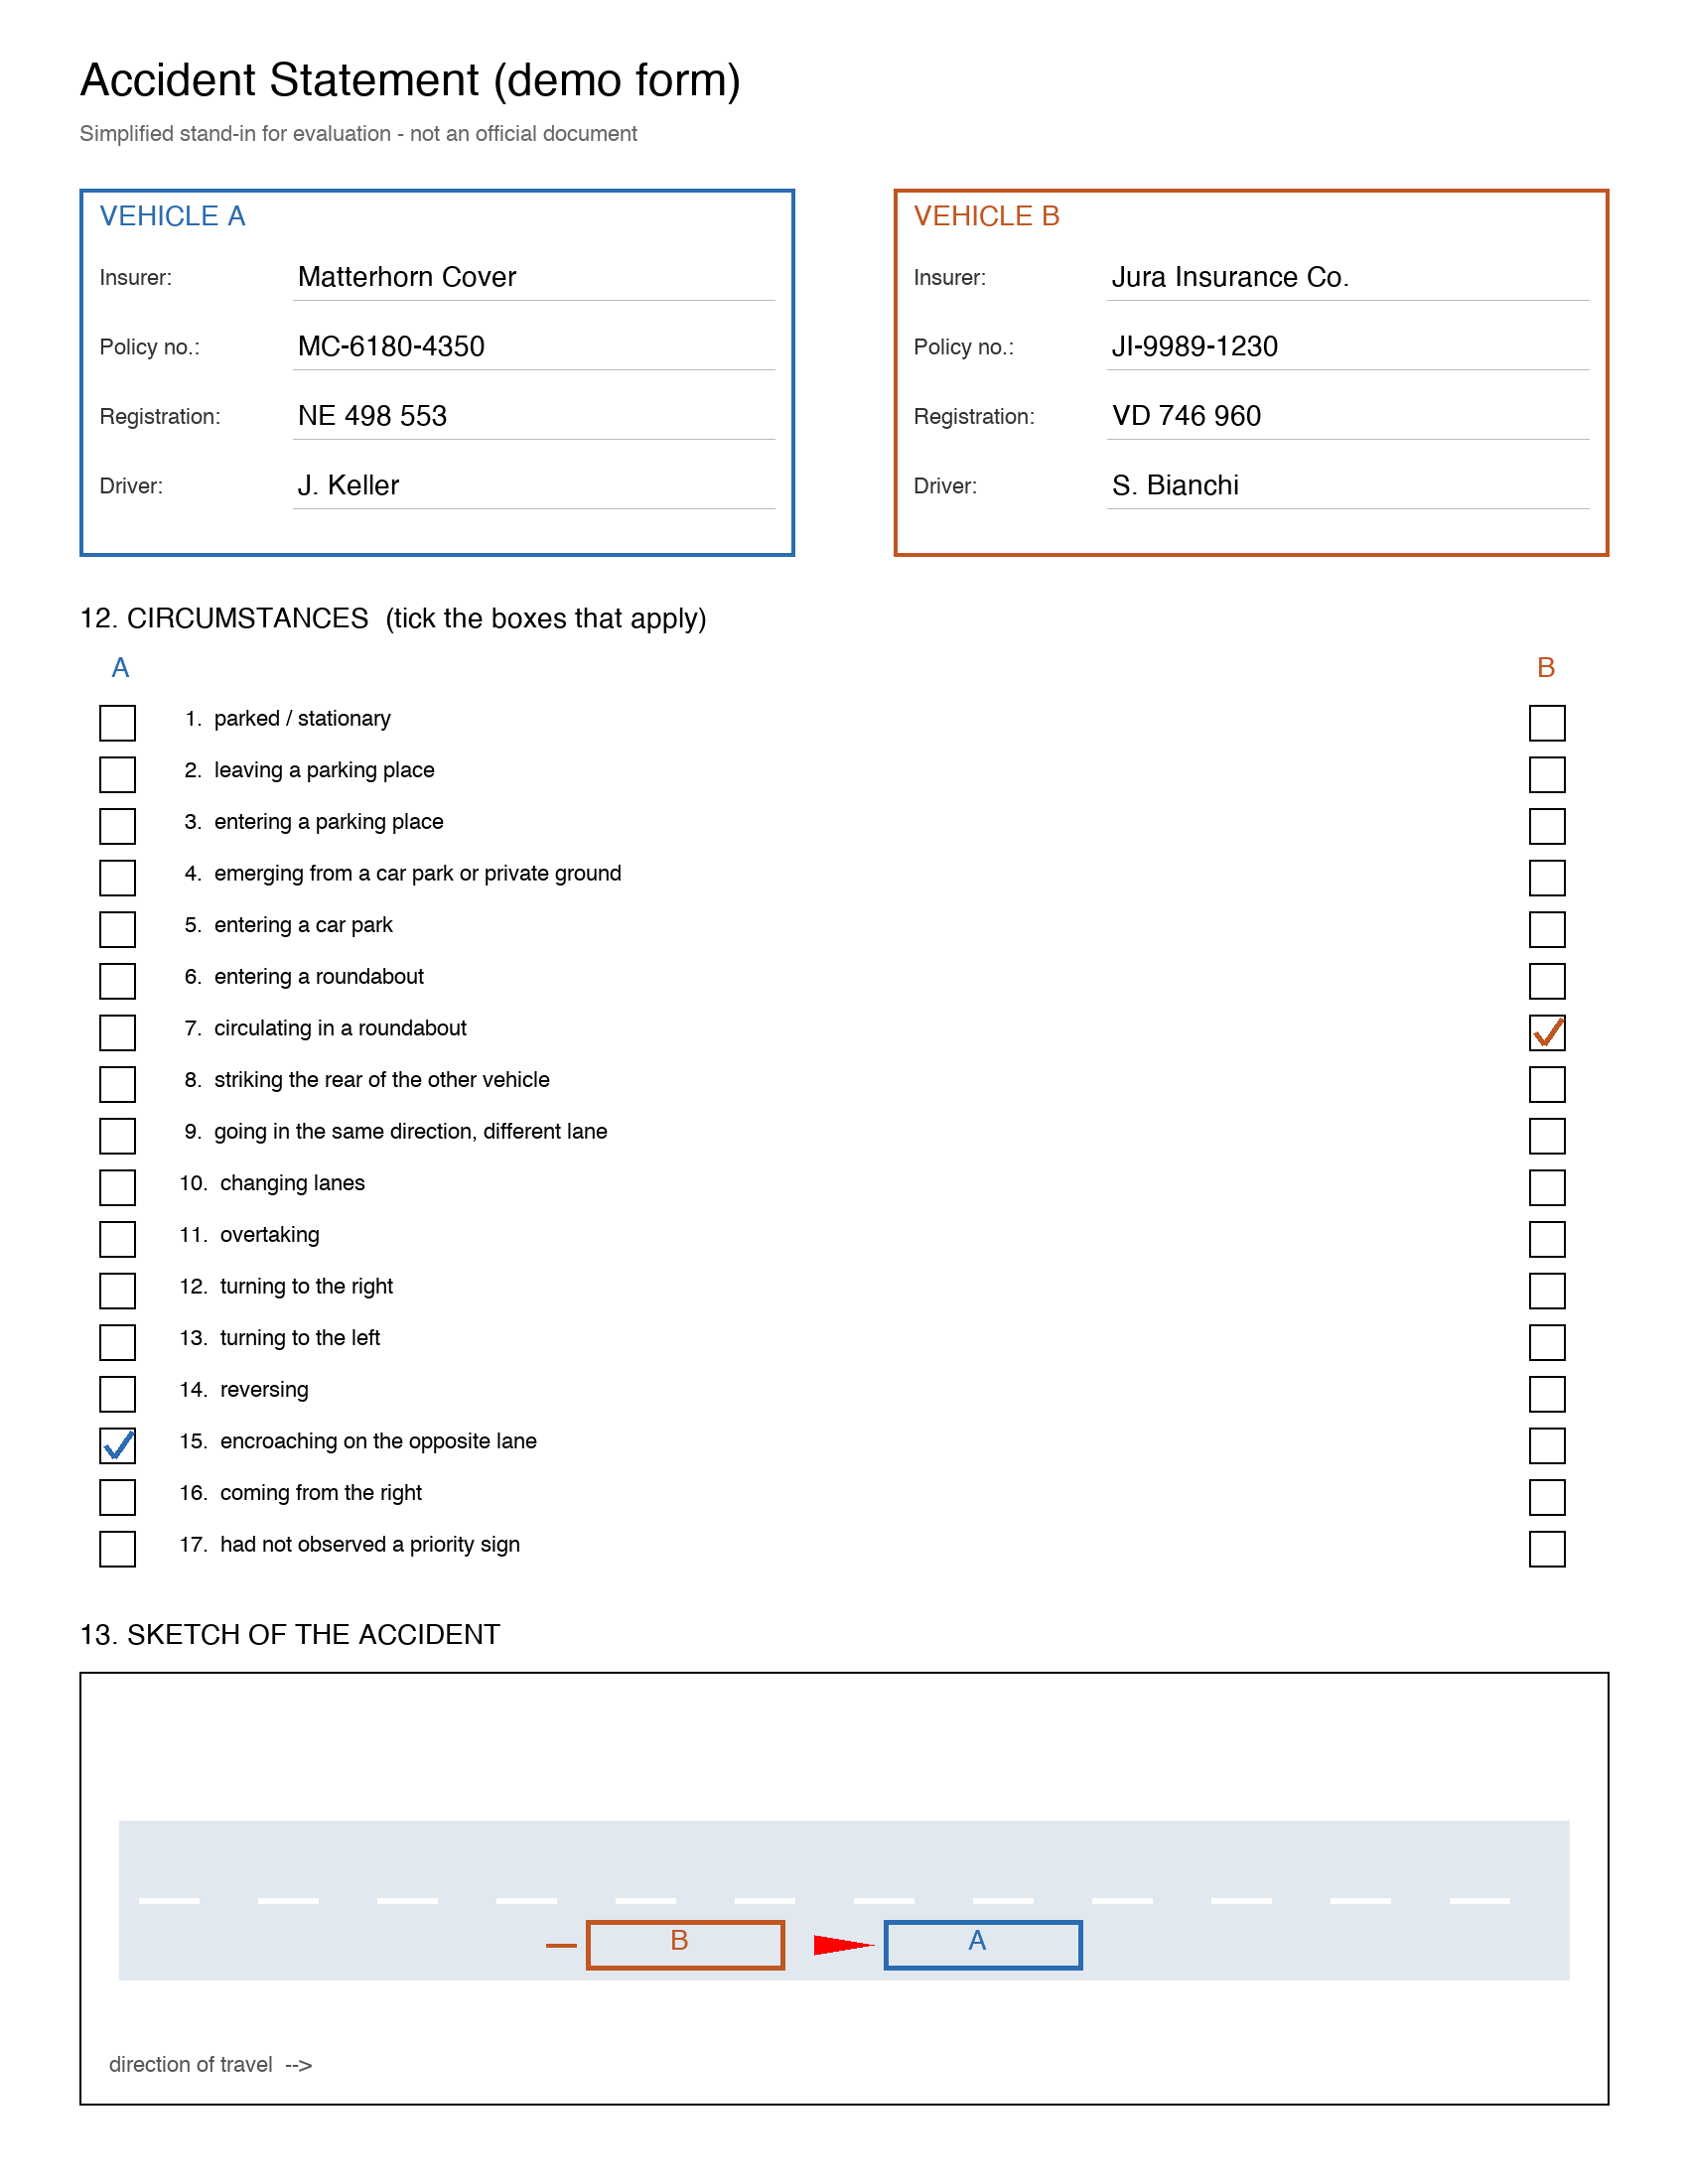 Accident Statement (demo form)
Simplified stand-in for evaluation - not an official document
VEHICLE A
Insurer: Matterhorn Cover
Policy no.: MC-6180-4350
Registration: NE 498 553
Driver: J. Keller
VEHICLE B
Insurer: Jura Insurance Co.
Policy no.: JI-9989-1230
Registration: VD 746 960
Driver: S. Bianchi
12. CIRCUMSTANCES (tick the boxes that apply)
A B
1. parked / stationary
2. leaving a parking place
3. entering a parking place
4. emerging from a car park or private ground
5. entering a car park
6. entering a roundabout
7. circulating in a roundabout
8. striking the rear of the other vehicle
9. going in the same direction, different lane
10. changing lanes
11. overtaking
12. turning to the right
13. turning to the left
14. reversing
15. encroaching on the opposite lane
16. coming from the right
17. had not observed a priority sign
13. SKETCH OF THE ACCIDENT
B A
direction of travel -->